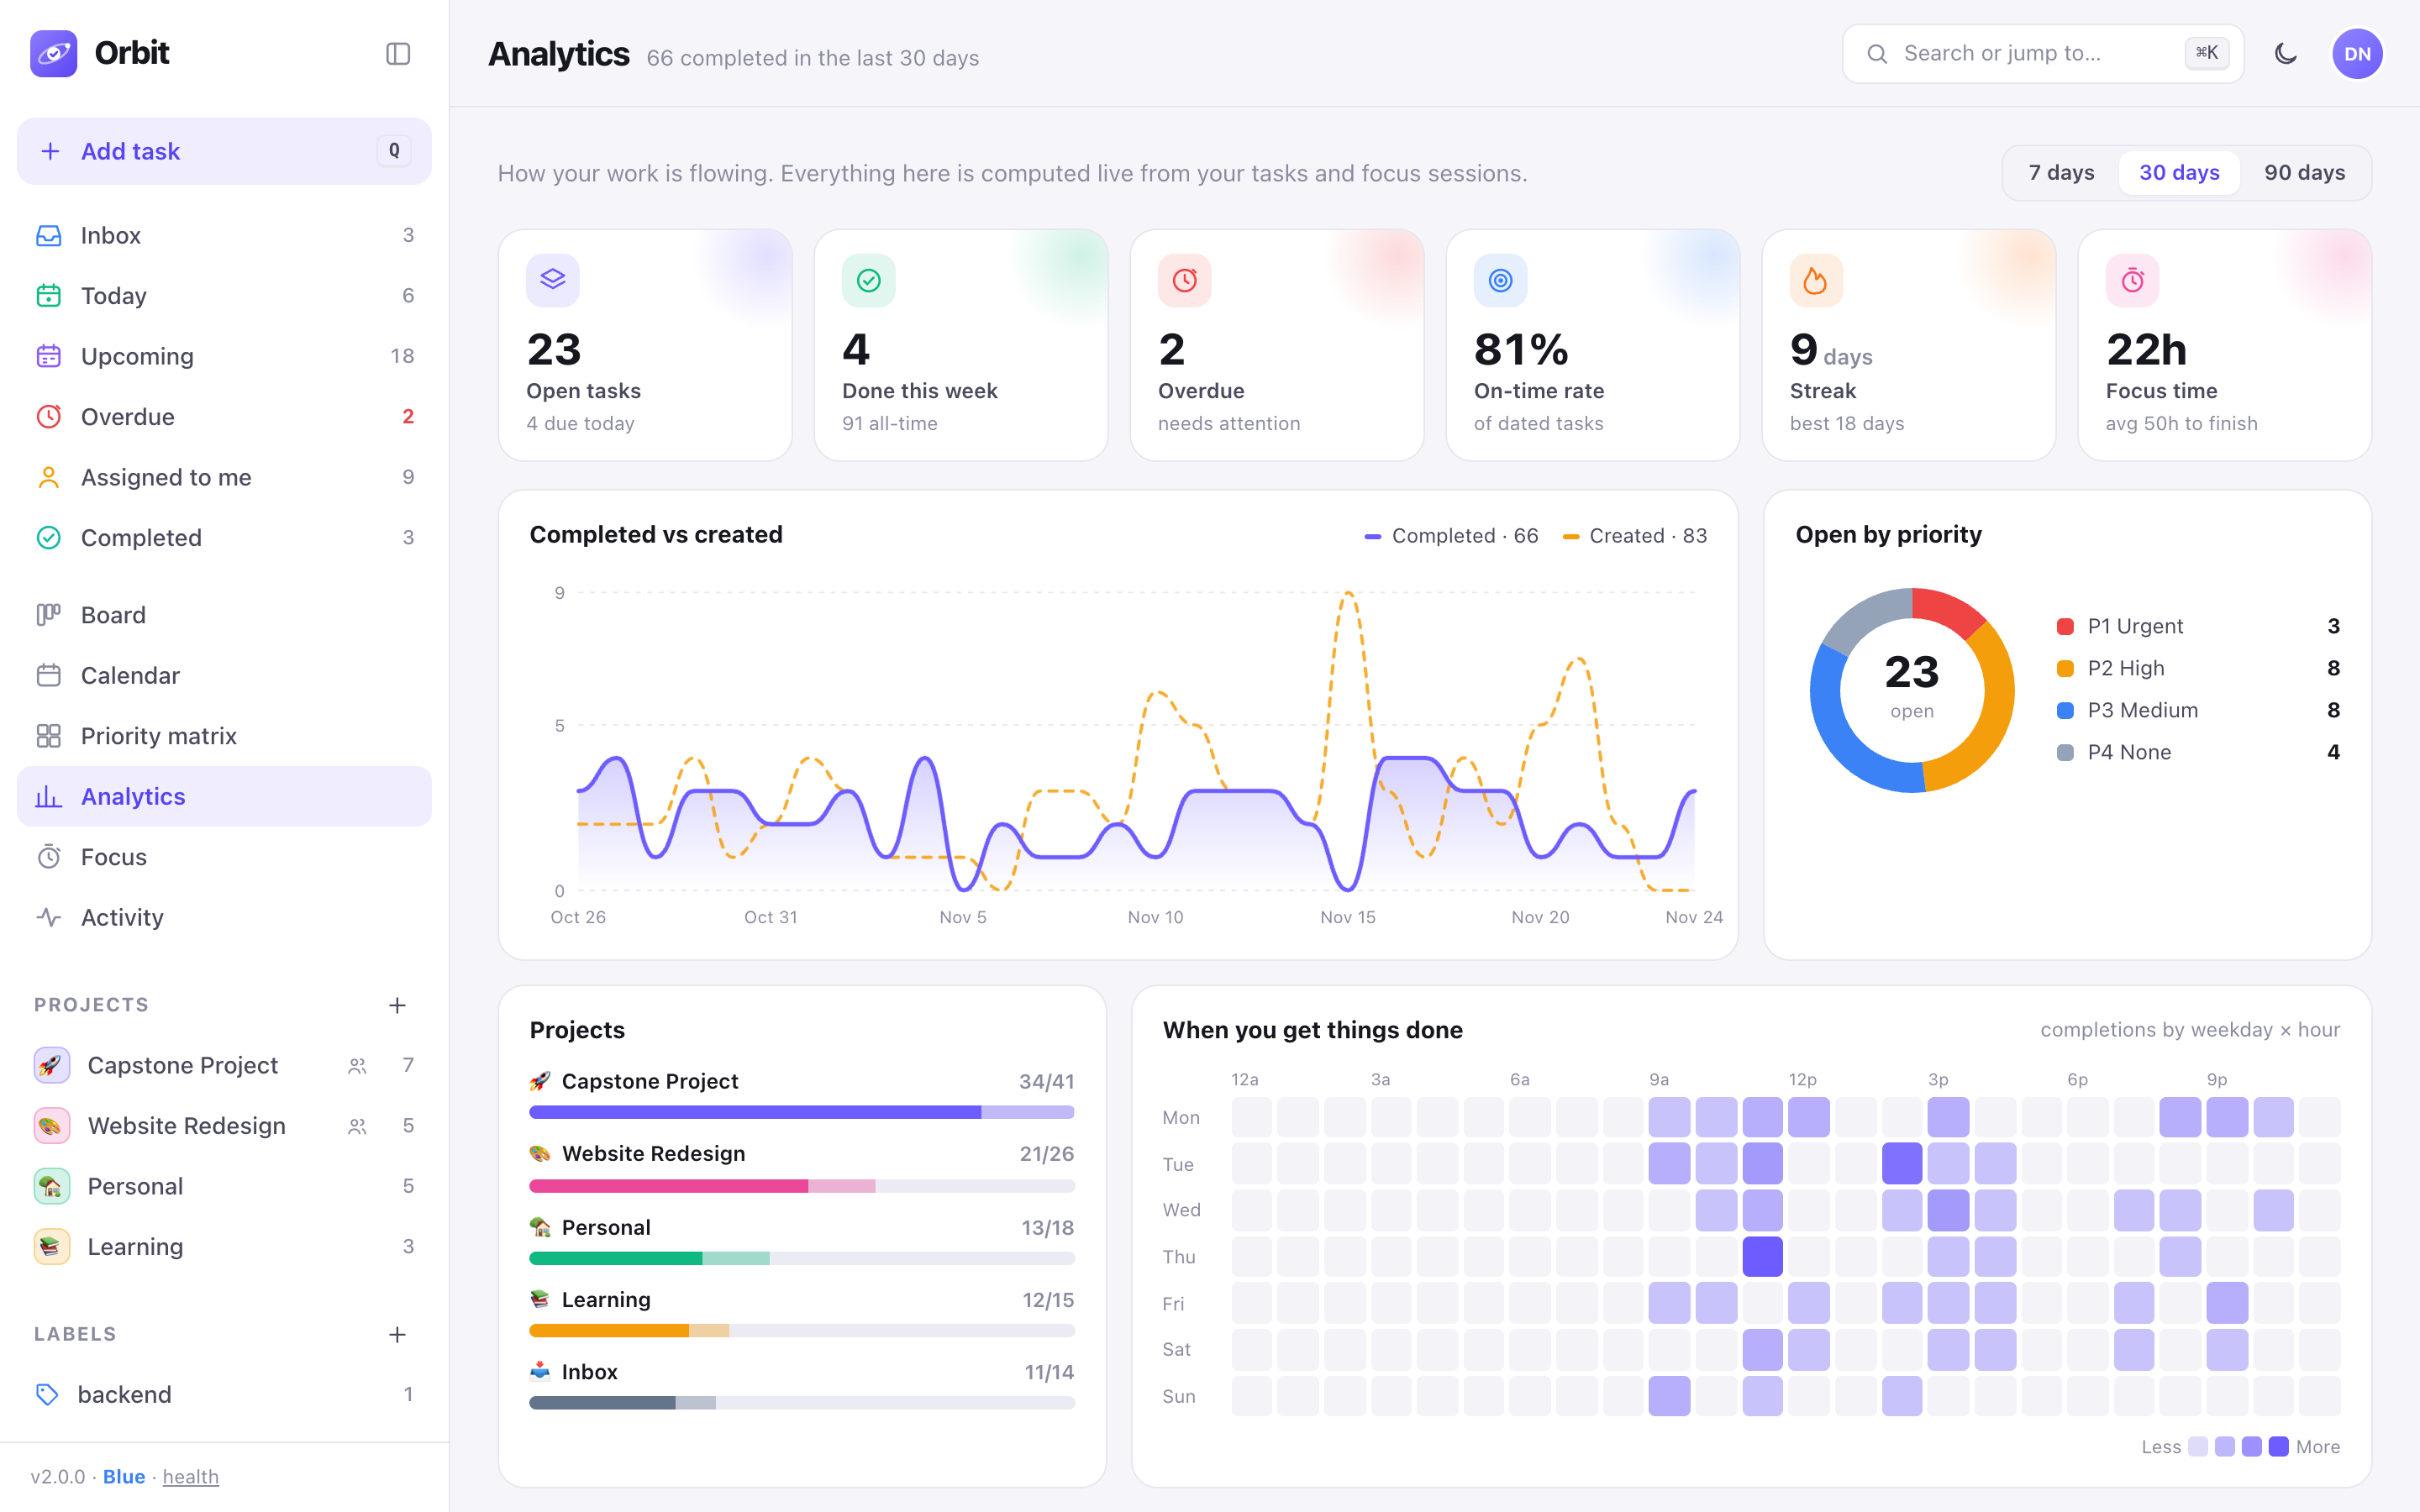 Orbit
Add task Q
Inbox 3
Today 6
Upcoming 18
Overdue 2
Assigned to me 9
Completed 3
Board
Calendar
Priority matrix
Analytics
Focus
Activity
PROJECTS
Capstone Project 7
Website Redesign 5
Personal 5
Learning 3
LABELS
backend 1
v2.0.0 · Blue · health
Analytics 66 completed in the last 30 days
Search or jump to... ⌘K
DN
How your work is flowing. Everything here is computed live from your tasks and focus sessions.
7 days 30 days 90 days
23
Open tasks
4 due today
4
Done this week
91 all-time
2
Overdue
needs attention
81%
On-time rate
of dated tasks
9 days
Streak
best 18 days
22h
Focus time
avg 50h to finish
Completed vs created
Completed · 66 Created · 83
9
5
0
Oct 26 Oct 31 Nov 5 Nov 10 Nov 15 Nov 20 Nov 24
Open by priority
23
open
P1 Urgent 3
P2 High 8
P3 Medium 8
P4 None 4
Projects
Capstone Project 34/41
Website Redesign 21/26
Personal 13/18
Learning 12/15
Inbox 11/14
When you get things done
completions by weekday × hour
12a 3a 6a 9a 12p 3p 6p 9p
Mon
Tue
Wed
Thu
Fri
Sat
Sun
Less More